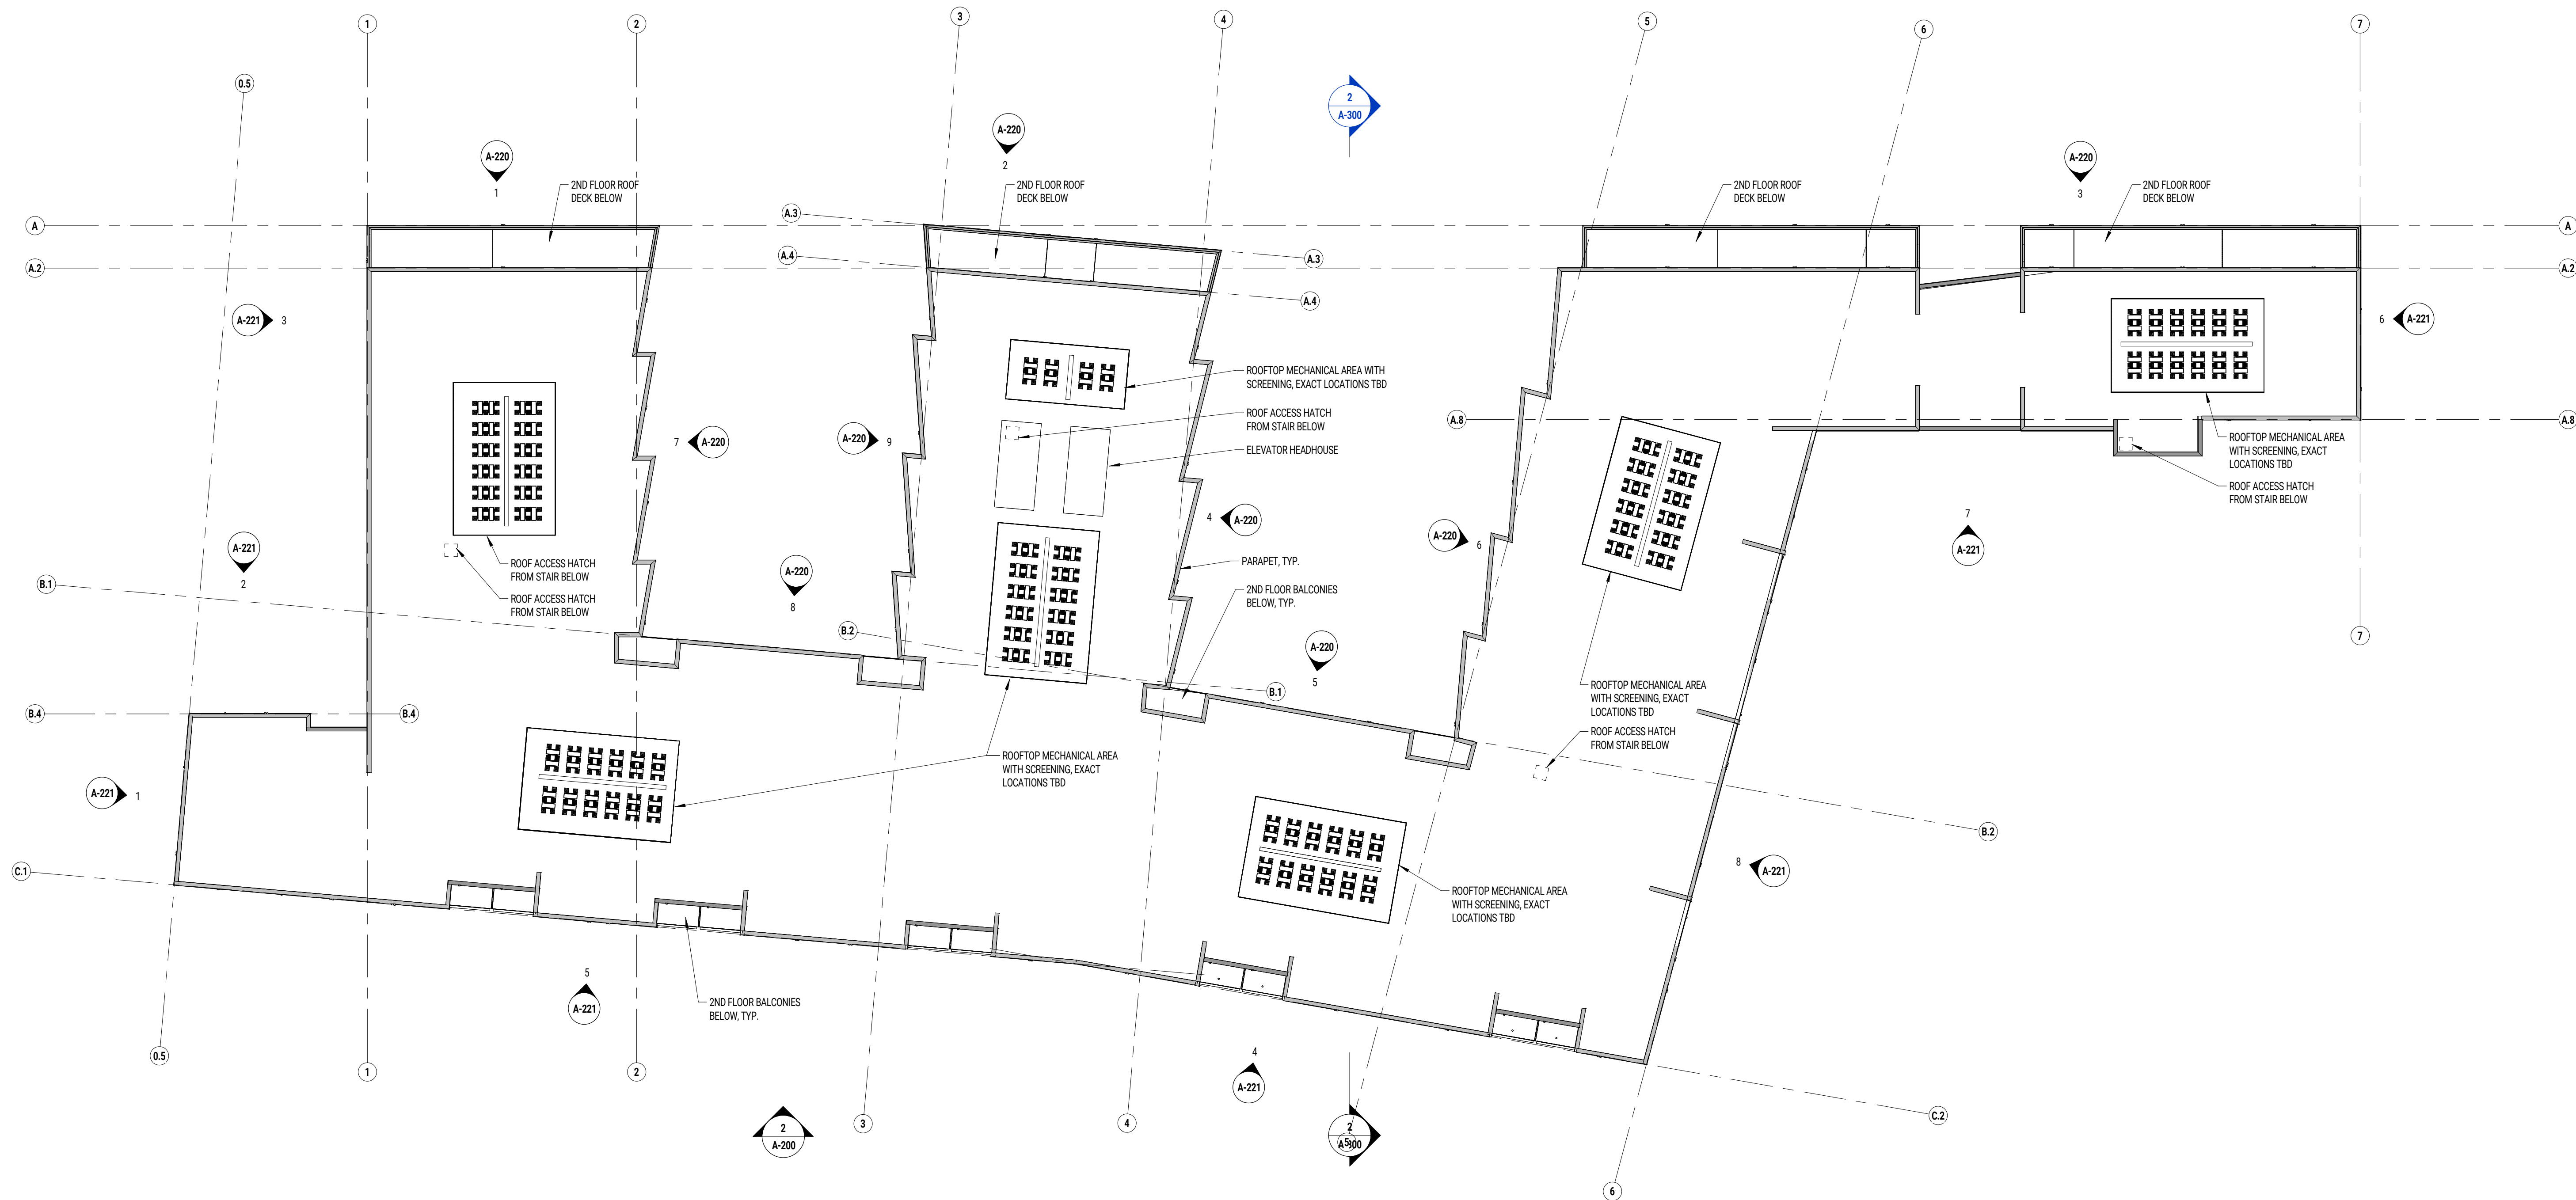 1
2
3
4
5
6
7
0.5
2
A-300
A-220
1
A-220
2
A-220
3
2ND FLOOR ROOF
DECK BELOW
2ND FLOOR ROOF
DECK BELOW
2ND FLOOR ROOF
DECK BELOW
2ND FLOOR ROOF
DECK BELOW
A
A.3
A
A.2
A.4
A.3
A.2
A.4
A-221
3
6
A-221
ROOFTOP MECHANICAL AREA WITH
SCREENING, EXACT LOCATIONS TBD
ROOF ACCESS HATCH
FROM STAIR BELOW
ELEVATOR HEADHOUSE
A.8
A.8
7
A-220
A-220
9
ROOFTOP MECHANICAL AREA
WITH SCREENING, EXACT
LOCATIONS TBD
ROOF ACCESS HATCH
FROM STAIR BELOW
4
A-220
A-220
6
7
A-221
A-221
2
ROOF ACCESS HATCH
FROM STAIR BELOW
ROOF ACCESS HATCH
FROM STAIR BELOW
PARAPET, TYP.
2ND FLOOR BALCONIES
BELOW, TYP.
A-220
8
B.1
B.2
A-220
5
B.1
7
B.4
B.4
ROOFTOP MECHANICAL AREA
WITH SCREENING, EXACT
LOCATIONS TBD
ROOF ACCESS HATCH
FROM STAIR BELOW
ROOFTOP MECHANICAL AREA
WITH SCREENING, EXACT
LOCATIONS TBD
A-221
1
B.2
C.1
8
A-221
ROOFTOP MECHANICAL AREA
WITH SCREENING, EXACT
LOCATIONS TBD
5
A-221
2ND FLOOR BALCONIES
BELOW, TYP.
4
A-221
0.5
1
2
3
4
C.2
2
A-200
2
A-300
5
6